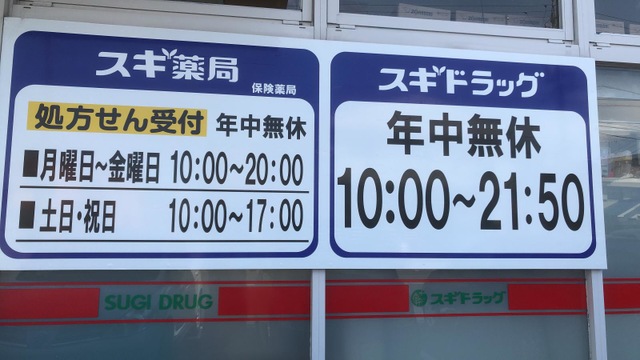 スギ薬局
保険薬局
処方せん受付 年中無休
■月曜日~金曜日 10:00~20:00
■土日・祝日 10:00~17:00
スギドラッグ
年中無休
10:00~21:50
SUGI DRUG
スギドラッグ